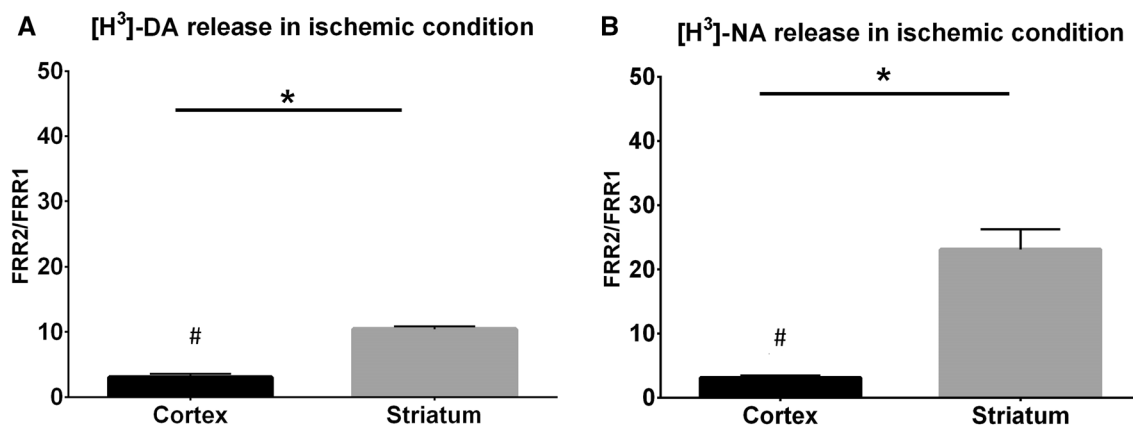 A [H³]-DA release in ischemic condition
50
40
30
20
10
0
FRR2/FRR1
*
#
Cortex Striatum
B [H³]-NA release in ischemic condition
50
40
30
20
10
0
FRR2/FRR1
*
#
Cortex Striatum